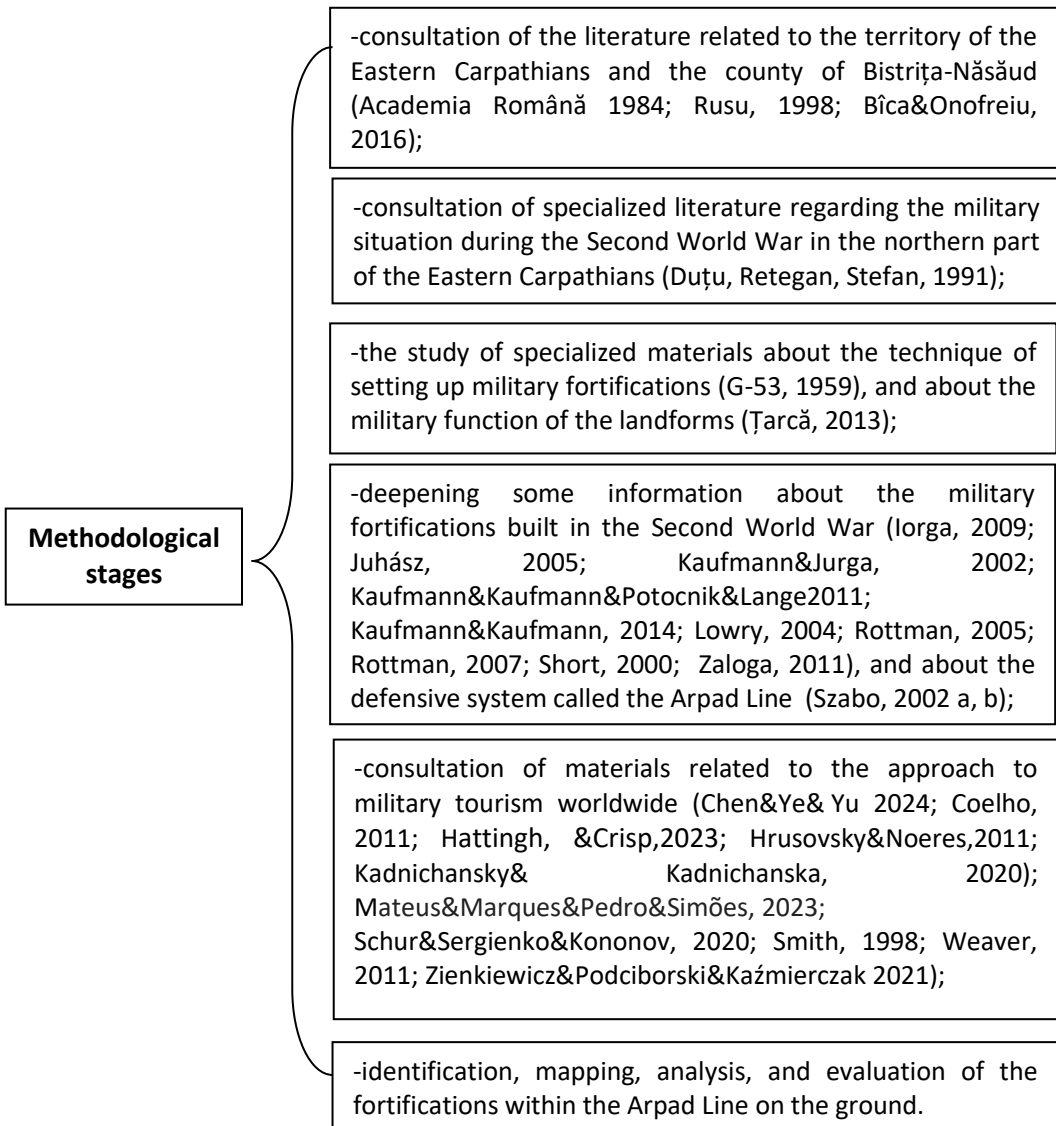 Methodological
stages
-consultation of the literature related to the territory of the
Eastern Carpathians and the county of Bistrița-Năsăud
(Academia Română 1984; Rusu, 1998; Bîca&Onofreiu,
2016);
-consultation of specialized literature regarding the military
situation during the Second World War in the northern part
of the Eastern Carpathians (Duțu, Retegan, Stefan, 1991);
-the study of specialized materials about the technique of
setting up military fortifications (G-53, 1959), and about the
military function of the landforms (Țarcă, 2013);
-deepening some information about the military
fortifications built in the Second World War (Iorga, 2009;
Juhász, 2005; Kaufmann&Jurga, 2002;
Kaufmann&Kaufmann&Potocnik&Lange2011;
Kaufmann&Kaufmann, 2014; Lowry, 2004; Rottman, 2005;
Rottman, 2007; Short, 2000; Zaloga, 2011), and about the
defensive system called the Arpad Line (Szabo, 2002 a, b);
-consultation of materials related to the approach to
military tourism worldwide (Chen&Ye& Yu 2024; Coelho,
2011; Hattingh, &Crisp,2023; Hrusovsky&Noeres,2011;
Kadnichansky& Kadnichanska, 2020);
Mateus&Marques&Pedro&Simões, 2023;
Schur&Sergienko&Kononov, 2020; Smith, 1998; Weaver,
2011; Zienkiewicz&Podciborski&Kaźmierczak 2021);
-identification, mapping, analysis, and evaluation of the
fortifications within the Arpad Line on the ground.